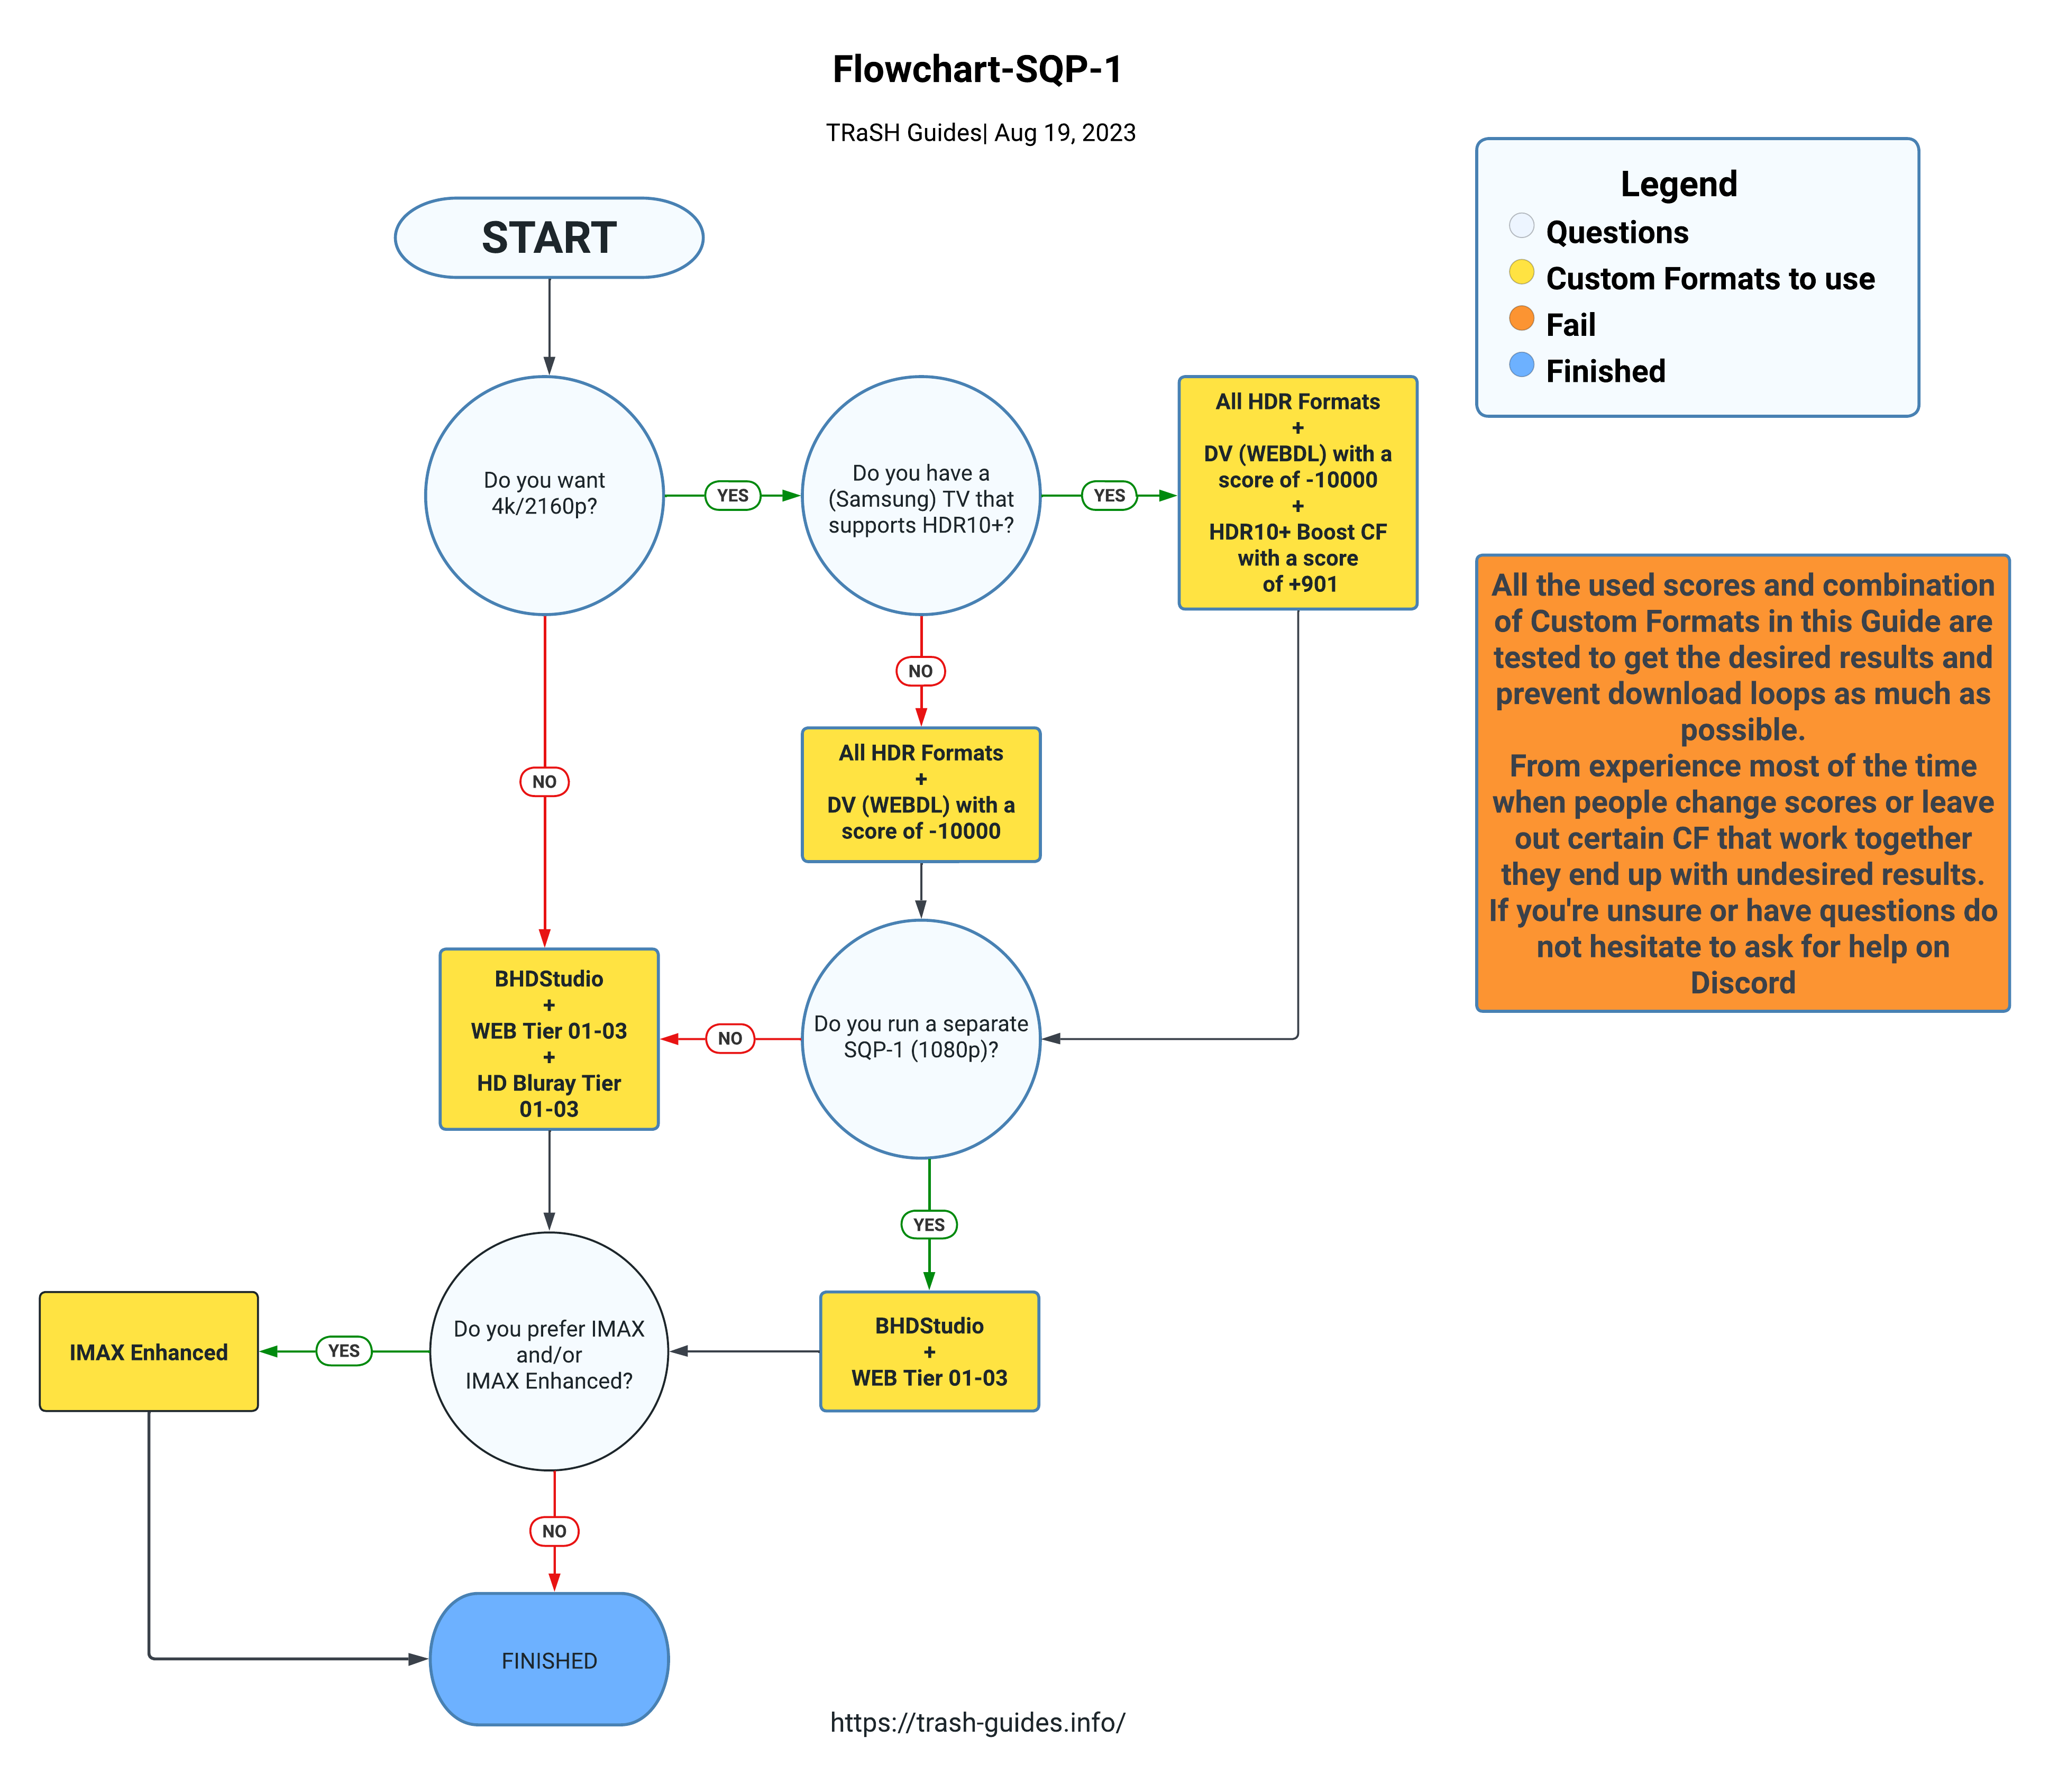 Flowchart-SQP-1
TRaSH Guides| Aug 19, 2023
Legend
Questions
Custom Formats to use
Fail
Finished
START
Do you want
4k/2160p?
YES
Do you have a
(Samsung) TV that
supports HDR10+?
YES
All HDR Formats
+
DV (WEBDL) with a
score of -10000
+
HDR10+ Boost CF
with a score
of +901
All the used scores and combination
of Custom Formats in this Guide are
tested to get the desired results and
prevent download loops as much as
possible.
From experience most of the time
when people change scores or leave
out certain CF that work together
they end up with undesired results.
If you're unsure or have questions do
not hesitate to ask for help on
Discord
NO
NO
All HDR Formats
+
DV (WEBDL) with a
score of -10000
BHDStudio
+
WEB Tier 01-03
+
HD Bluray Tier
01-03
NO
Do you run a separate
SQP-1 (1080p)?
YES
IMAX Enhanced
YES
Do you prefer IMAX
and/or
IMAX Enhanced?
BHDStudio
+
WEB Tier 01-03
NO
FINISHED
https://trash-guides.info/